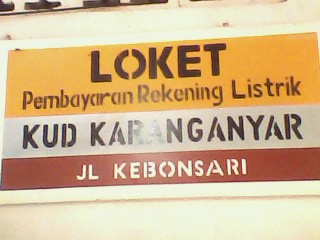 LOKET
Pembayaran Rekening Listrik
KUD KARANGANYAR
JL KEBONSARI